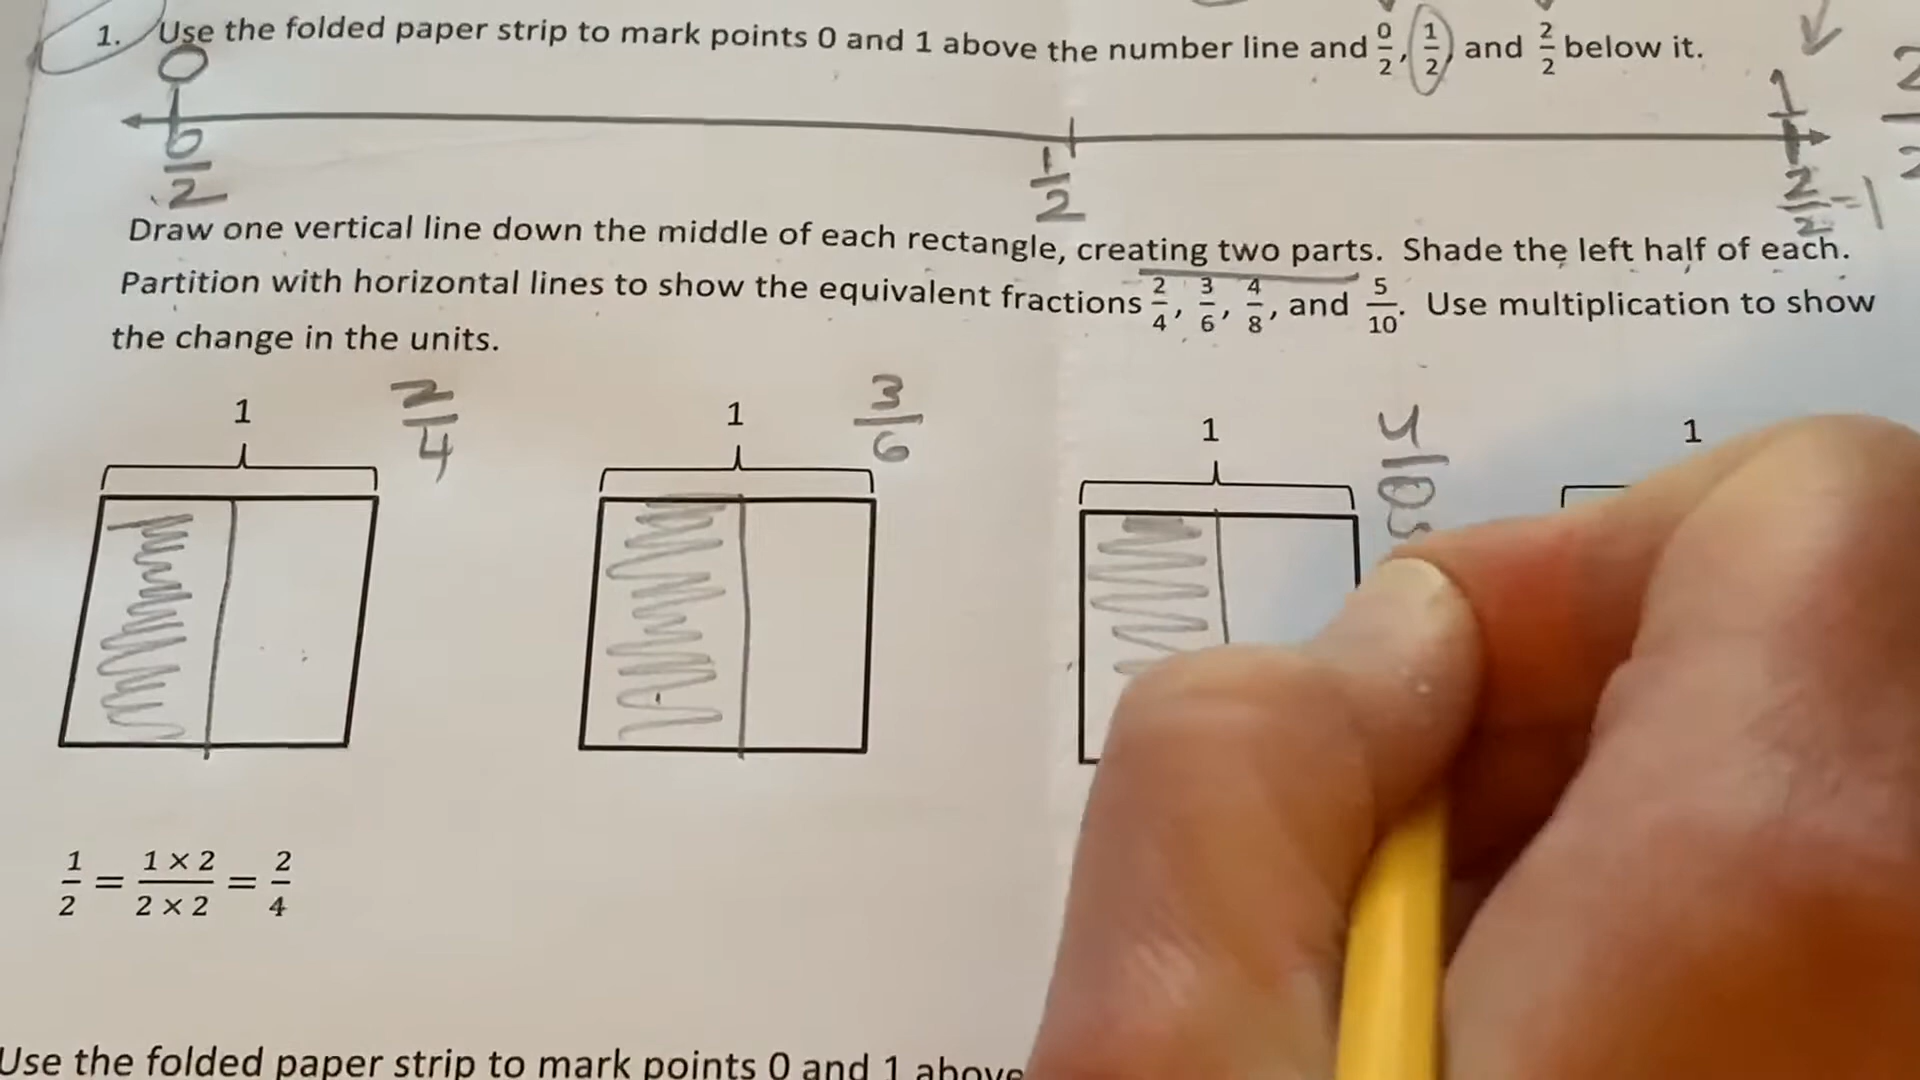 1. Use the folded paper strip to mark points 0 and 1 above the number line and 0/2, 1/2, and 2/2 below it.
0 1 2/2
0/2 1/2 2/2 = 1
Draw one vertical line down the middle of each rectangle, creating two parts. Shade the left half of each.
Partition with horizontal lines to show the equivalent fractions 2/4, 3/6, 4/8, and 5/10. Use multiplication to show
the change in the units.
1 2/4 1 3/6 1 4 1
1/2 = 1 × 2/2 × 2 = 2/4
Use the folded paper strip to mark points 0 and 1 above